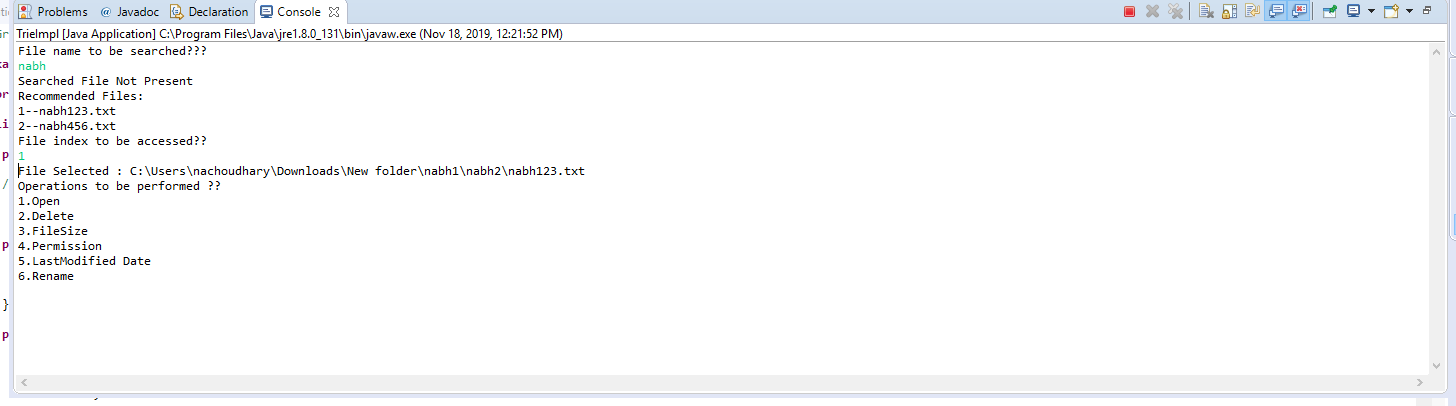 Problems @ Javadoc Declaration Console
TrieImpl [Java Application] C:\Program Files\Java\jre1.8.0_131\bin\javaw.exe (Nov 18, 2019, 12:21:52 PM)
File name to be searched???
nabh
Searched File Not Present
Recommended Files:
1--nabh123.txt
2--nabh456.txt
File index to be accessed??
1
File Selected : C:\Users\nachoudhary\Downloads\New folder\nabh1\nabh2\nabh123.txt
Operations to be performed ??
1.Open
2.Delete
3.FileSize
4.Permission
5.LastModified Date
6.Rename